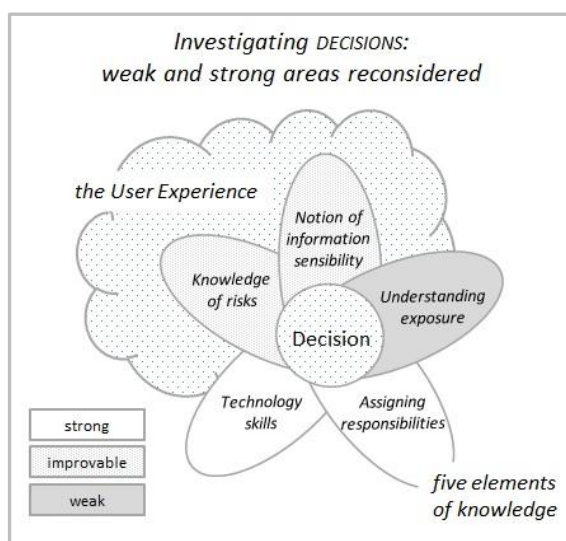 Investigating DECISIONS:
weak and strong areas reconsidered
the User Experience
Notion of
information
sensibility
Knowledge
of risks
Understanding
exposure
Decision
Technology
skills
Assigning
responsibilities
strong
improvable
weak
five elements
of knowledge